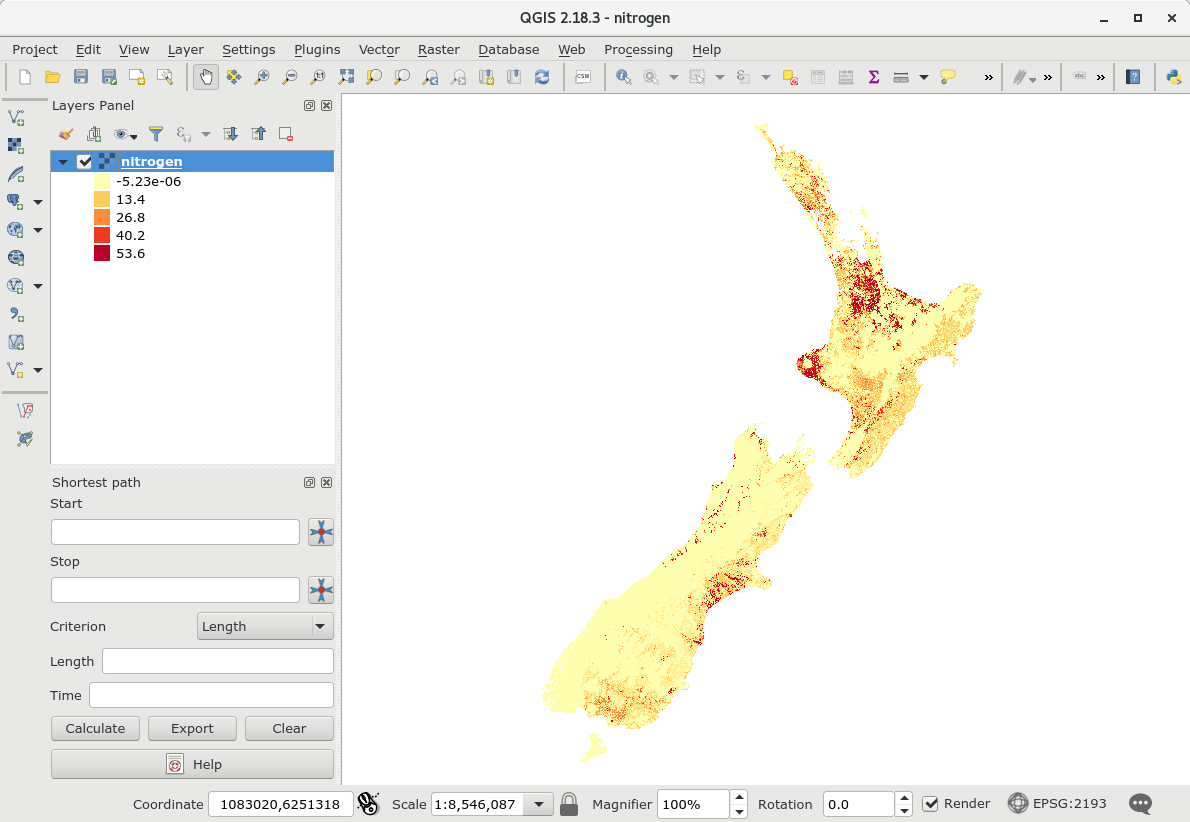 QGIS 2.18.3 - nitrogen
Project Edit View Layer Settings Plugins Vector Raster Database Web Processing Help
CSW
abc
Layers Panel
nitrogen
-5.23e-06
13.4
26.8
40.2
53.6
Shortest path
Start
Stop
Criterion Length
Length
Time
Calculate Export Clear
Help
Coordinate 1083020,6251318 Scale 1:8,546,087 Magnifier 100% Rotation 0.0 Render EPSG:2193